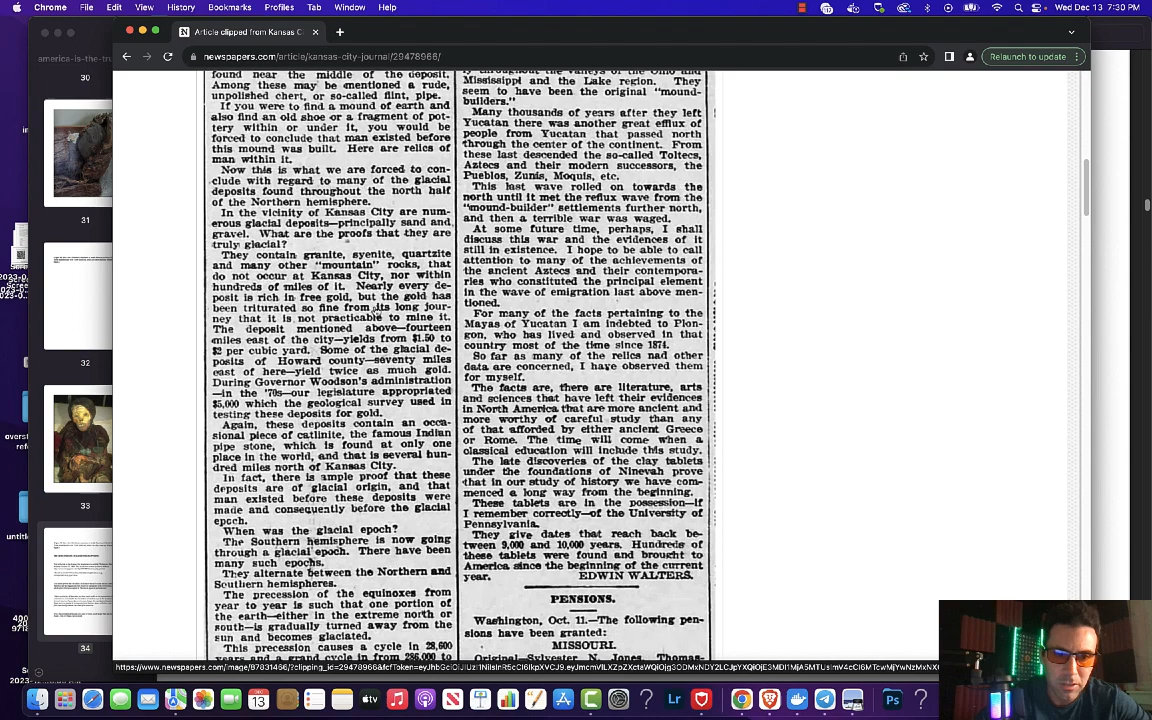 Chrome File Edit View History Bookmarks Profiles Tab Window Help
Wed Dec 13 7:30 PM
Article clipped from Kansas Ci
newspapers.com/article/kansas-city-journal/29478966/
Relaunch to update
america-is-the-tru
30
31
32
33
34
found near the middle of the deposit.
Among these may be mentioned a rude,
unpolished chert, or so-called flint, pipe.
If you were to find a mound of earth and
also find an old shoe or a fragment of pot-
tery within or under it, you would be
forced to conclude that man existed before
this mound was built. Here are relics of
man within it.
Now this is what we are forced to con-
clude with regard to many of the glacial
deposits found throughout the north half
of the Northern hemisphere.
In the vicinity of Kansas City are num-
erous glacial deposits—principally sand and
gravel. What are the proofs that they are
truly glacial?
They contain granite, syenite, quartzite
and many other "mountain" rocks, that
do not occur at Kansas City, nor within
hundreds of miles of it. Nearly every de-
posit is rich in free gold, but the gold has
been triturated so fine from its long jour-
ney that it is not practicable to mine it.
The deposit mentioned above—fourteen
miles east of the city—yields from $1.50 to
$2 per cubic yard. Some of the glacial de-
posits of Howard county—seventy miles
east of here—yield twice as much gold.
During Governor Woodson's administration
—in the '70s—our legislature appropriated
$5,000 which the geological survey used in
testing these deposits for gold.
Again, these deposits contain an occa-
sional piece of catlinite, the famous Indian
pipe stone, which is found at only one
place in the world, and that is several hun-
dred miles north of Kansas City.
In fact, there is ample proof that these
deposits are of glacial origin, and that
man existed before these deposits were
made and consequently before the glacial
epoch.
When was the glacial epoch?
The Southern hemisphere is now going
through a glacial epoch. There have been
many such epochs.
They alternate between the Northern and
Southern hemispheres.
The precession of the equinoxes from
year to year is such that one portion of
the earth—either in the extreme north or
south—is gradually turned away from the
sun and becomes glaciated.
This precession causes a cycle in 28,600
years and a grand cycle in from
ly throughout the valleys of the Ohio and
Mississippi and the Lake region. They
seem to have been the original "mound-
builders."
Many thousands of years after they left
Yucatan there was another great efflux of
people from Yucatan that passed north
through the center of the continent. From
these last descended the so-called Toltecs,
Aztecs and their modern successors, the
Pueblos, Zunis, Moquis, etc.
This last wave rolled on towards the
north until it met the reflux wave from the
"mound-builder" settlements further north,
and then a terrible war was waged.
At some future time, perhaps, I shall
discuss this war and the evidences of it
still in existence. I hope to be able to call
attention to many of the achievements of
the ancient Aztecs and their contempora-
ries who constituted the principal element
in the wave of emigration last above men-
tioned.
For many of the facts pertaining to the
Mayas of Yucatan I am indebted to Plon-
gon, who has lived and observed in that
country most of the time since 1874.
So far as many of the relics nad other
data are concerned, I have observed them
for myself.
The facts are, there are literature, arts
and sciences that have left their evidences
in North America that are more ancient and
more worthy of careful study than any
of that afforded by either ancient Greece
or Rome. The time will come when a
classical education will include this study.
The late discoveries of the clay tablets
under the foundations of Ninevah prove
that in our study of history we have com-
menced a long way from the beginning.
These tablets are in the possession—if
I remember correctly—of the University of
Pennsylvania.
They give dates that reach back be-
tween 9,000 and 10,000 years. Hundreds of
these tablets were found and brought to
America since the beginning of the current
year. EDWIN WALTERS.
PENSIONS.
Washington, Oct. 11.—The following pen-
sions have been granted:
MISSOURI.
Original—Sylvester N. Jones, Thomas-